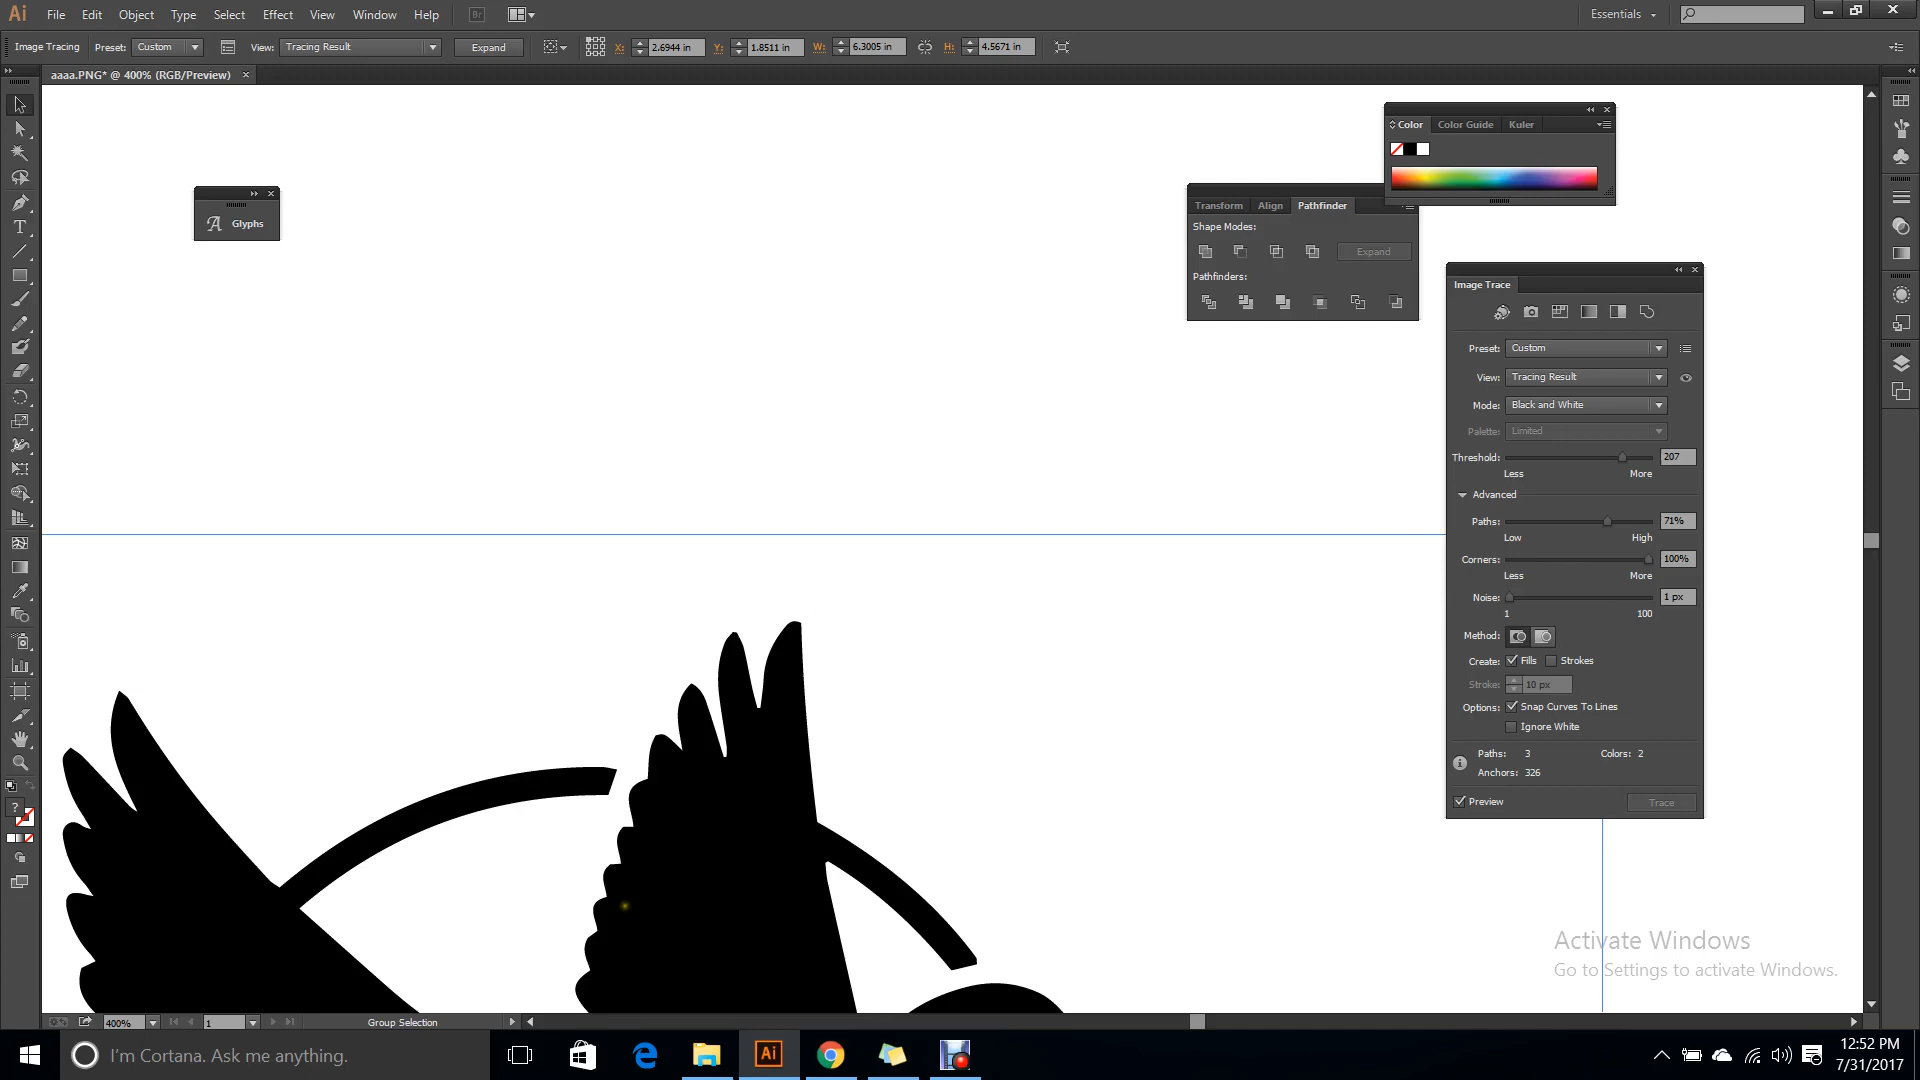 Ai File Edit Object Type Select Effect View Window Help Br Essentials
Image Tracing Preset: Custom View: Tracing Result Expand X: 2.6944 in Y: 1.8511 in W: 6.3005 in H: 4.5671 in
aaaa.PNG* @ 400% (RGB/Preview)
Color Color Guide Kuler
Glyphs
Transform Align Pathfinder
Shape Modes:
Expand
Pathfinders:
Image Trace
Preset: Custom
View: Tracing Result
Mode: Black and White
Palette: Limited
Threshold: 207
Less More
Advanced
Paths: 71%
Low High
Corners: 100%
Less More
Noise: 1 px
1 100
Method:
Create: Fills Strokes
Stroke: 10 px
Options: Snap Curves To Lines
Ignore White
Paths: 3 Colors: 2
Anchors: 326
Preview Trace
Activate Windows
Go to Settings to activate Windows.
400% 1 Group Selection
I'm Cortana. Ask me anything.
Ai
12:52 PM
7/31/2017